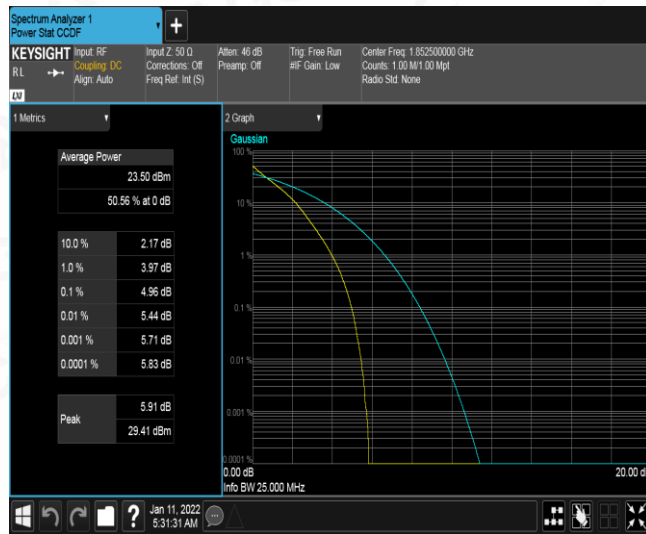 Spectrum Analyzer 1
Power Stat CCDF
KEYSIGHT
RL
LXI
Input: RF
Coupling: DC
Align: Auto
Input Z: 50 Ω
Corrections: Off
Freq Ref: Int (S)
Atten: 46 dB
Preamp: Off
Trig: Free Run
#IF Gain: Low
Center Freq: 1.852500000 GHz
Counts: 1.00 M/1.00 Mpt
Radio Std: None
1 Metrics
Average Power
23.50 dBm
50.56 % at 0 dB
10.0 % 2.17 dB
1.0 % 3.97 dB
0.1 % 4.96 dB
0.01 % 5.44 dB
0.001 % 5.71 dB
0.0001 % 5.83 dB
Peak
5.91 dB
29.41 dBm
2 Graph
Gaussian
100 %
10 %
1 %
0.1 %
0.01 %
0.001 %
0.0001 %
0.00 dB
20.00 d
Info BW 25.000 MHz
?
Jan 11, 2022
5:31:31 AM